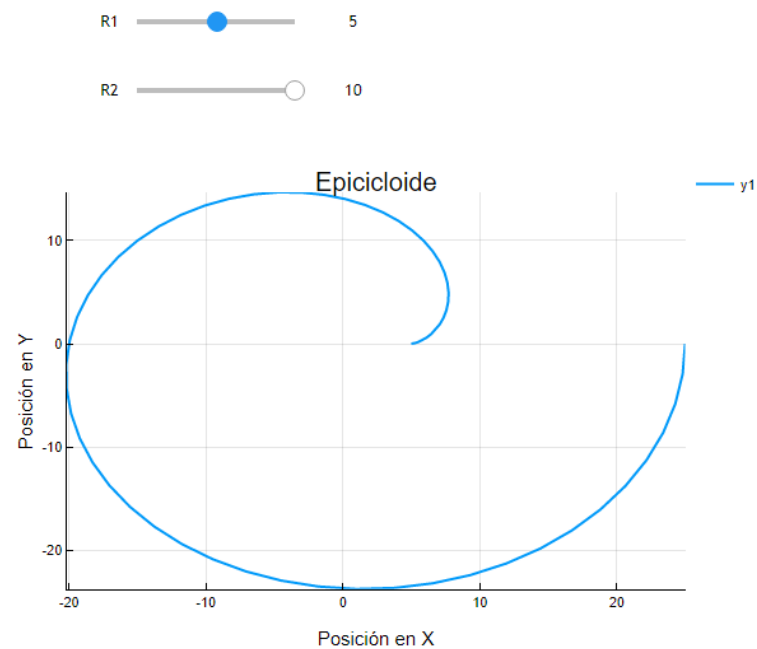 R1 5
R2 10
Epicicloide
y1
10
0
-10
-20
Posición en Y
-20 -10 0 10 20
Posición en X